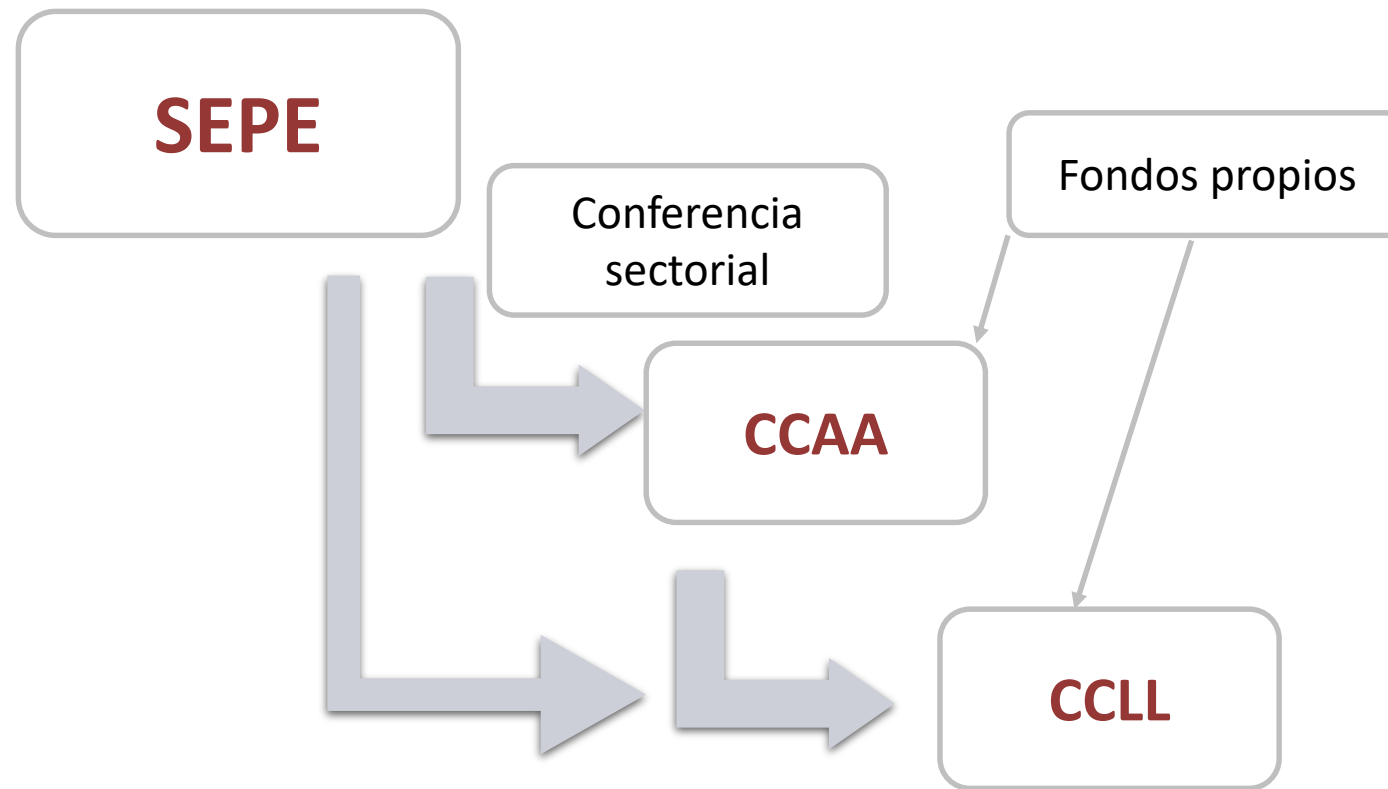 SEPE
Conferencia
sectorial
Fondos propios
CCAA
CCLL